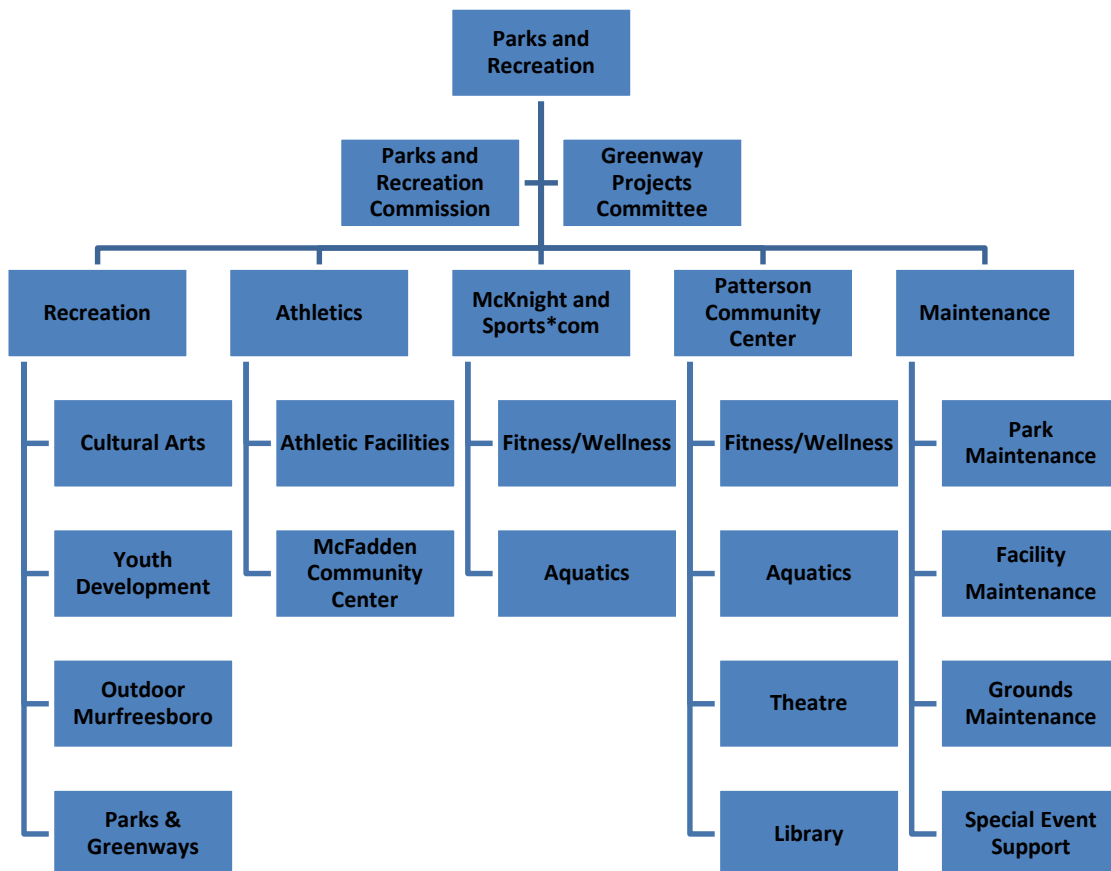 Parks and
Recreation
Parks and
Recreation
Commission
Greenway
Projects
Committee
Recreation
Athletics
McKnight and
Sports*com
Patterson
Community
Center
Maintenance
Cultural Arts
Athletic Facilities
Fitness/Wellness
Fitness/Wellness
Park
Maintenance
Youth
Development
McFadden
Community
Center
Aquatics
Aquatics
Facility
Maintenance
Outdoor
Murfreesboro
Theatre
Grounds
Maintenance
Parks &
Greenways
Library
Special Event
Support